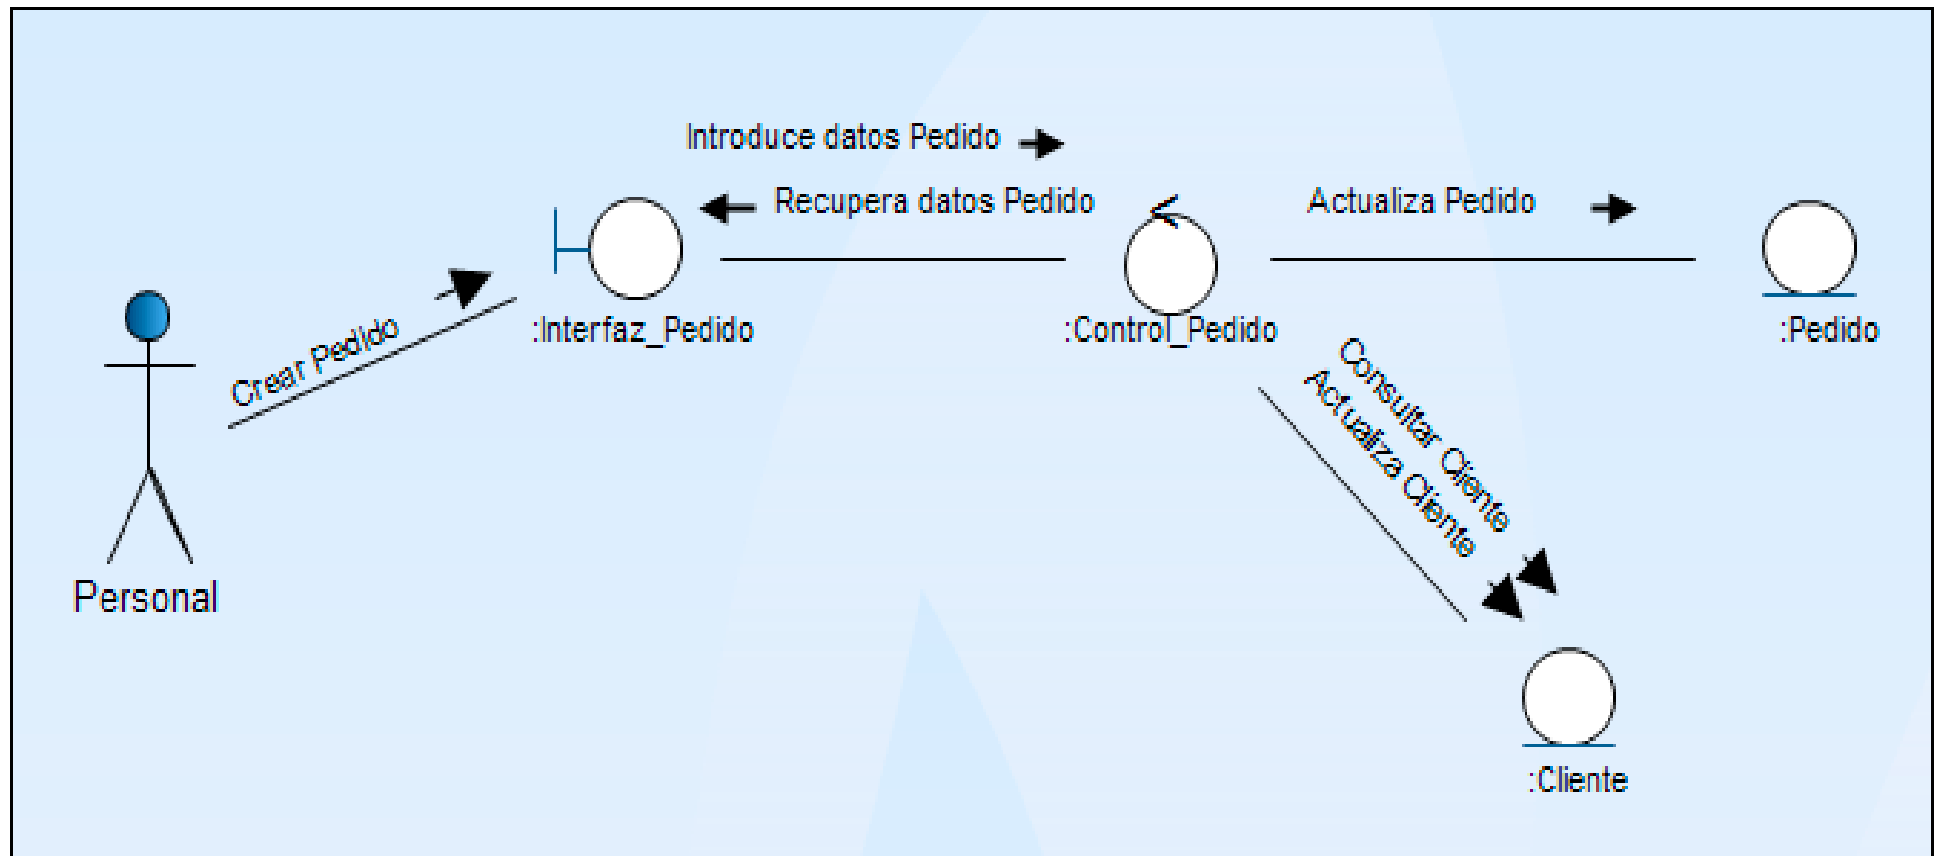 Introduce datos Pedido
Recupera datos Pedido
Actualiza Pedido
Crear Pedido
:Interfaz_Pedido
:Control_Pedido
:Pedido
Consultar Cliente
Actualiza Cliente
Personal
:Cliente